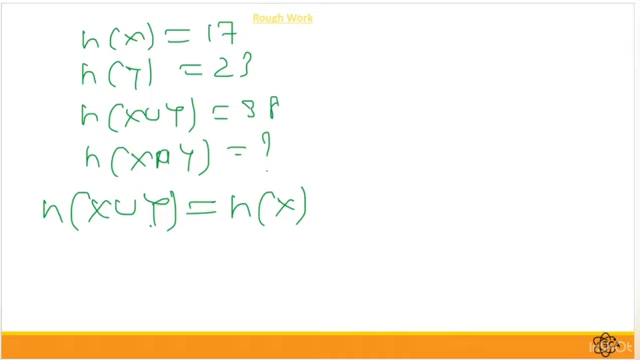 Rough Work
n(X) = 17
n(Y) = 23
n(X∪Y) = 38
n(X∩Y) = ?
n(X∪Y) = n(X)